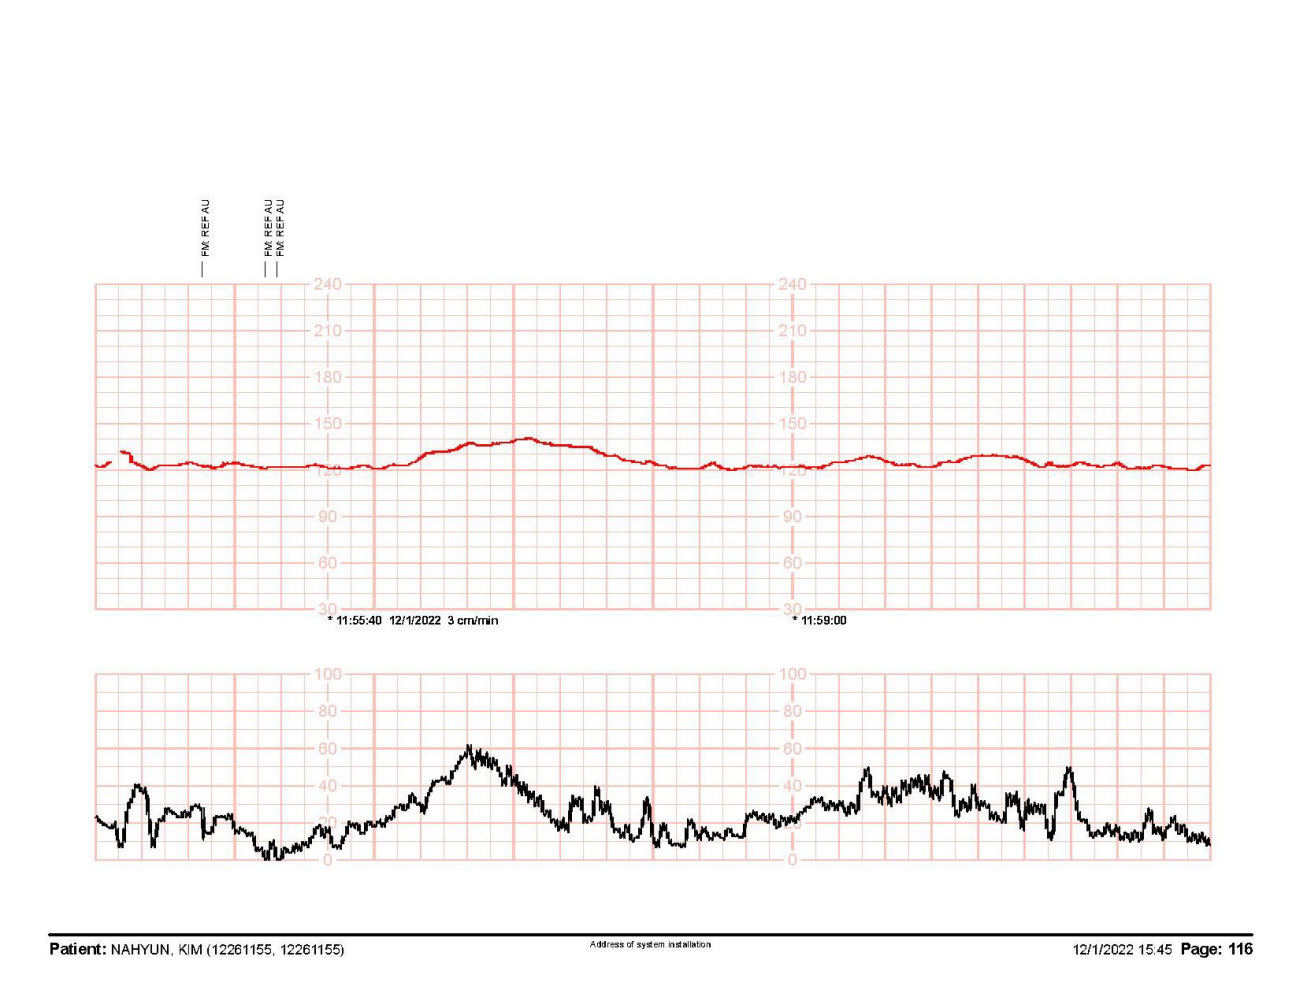 FM: REF AU
FM: REF AU
FM: REF AU
240 240
210 210
180 180
150 150
120 120
90 90
60 60
30 30
* 11:55:40 12/1/2022 3 cm/min * 11:59:00
100 100
80 80
60 60
40 40
20 20
0 0
Patient: NAHYUN, KIM (12261155, 12261155) Address of system installation 12/1/2022 15:45 Page: 116